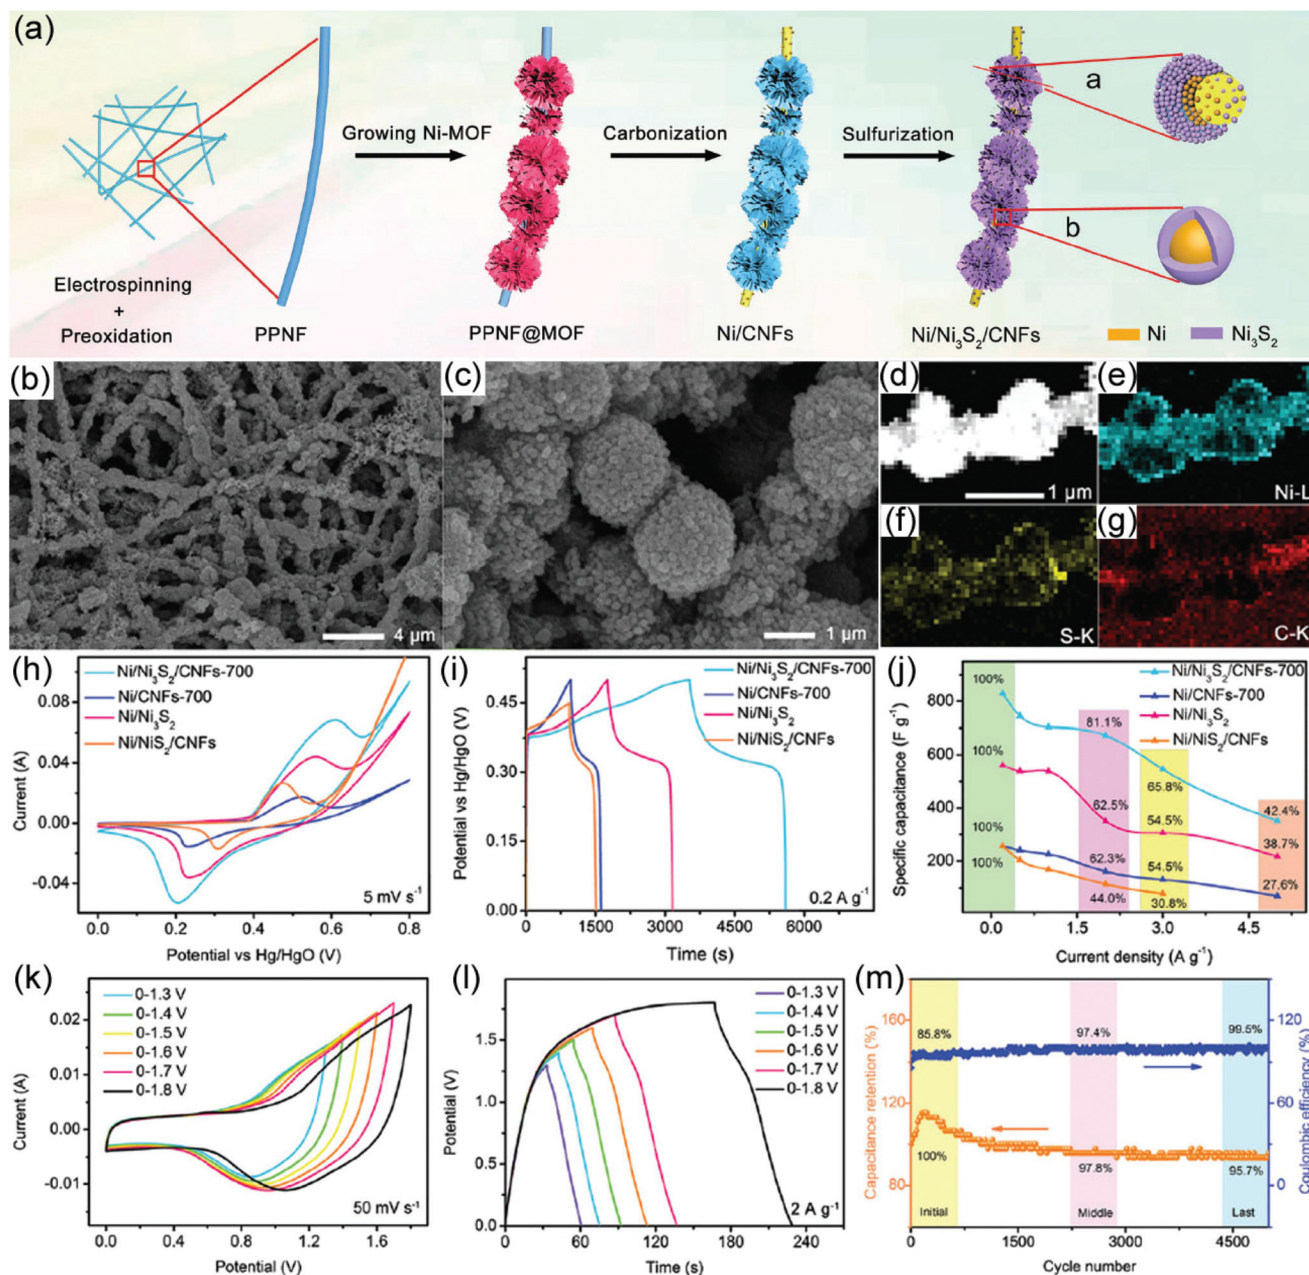 (a)
Growing Ni-MOF
Carbonization
Sulfurization
a
b
Electrospinning
+
Preoxidation
PPNF
PPNF@MOF
Ni/CNFs
Ni/Ni₃S₂/CNFs
Ni
Ni₃S₂
(b)
4 μm
(c)
1 μm
(d)
1 μm
(e)
Ni-L
(f)
S-K
(g)
C-K
(h)
Ni/Ni₃S₂/CNFs-700
Ni/CNFs-700
Ni/Ni₃S₂
Ni/NiS₂/CNFs
Current (A)
0.08
0.04
0.00
-0.04
0.0 0.2 0.4 0.6 0.8
5 mV s⁻¹
Potential vs Hg/HgO (V)
(i)
Ni/Ni₃S₂/CNFs-700
Ni/CNFs-700
Ni/Ni₃S₂
Ni/NiS₂/CNFs
Potential vs Hg/HgO (V)
0.45
0.30
0.15
0.00
0 1500 3000 4500 6000
0.2 A g⁻¹
Time (s)
(j)
Ni/Ni₃S₂/CNFs-700
Ni/CNFs-700
Ni/Ni₃S₂
Ni/NiS₂/CNFs
Specific capacitance (F g⁻¹)
800
600
400
200
100%
81.1%
65.8%
42.4%
100%
62.5%
54.5%
38.7%
100%
62.3%
54.5%
27.6%
100%
44.0%
30.8%
0.0 1.5 3.0 4.5
Current density (A g⁻¹)
(k)
0-1.3 V
0-1.4 V
0-1.5 V
0-1.6 V
0-1.7 V
0-1.8 V
Current (A)
0.02
0.01
0.00
-0.01
0.0 0.4 0.8 1.2 1.6
50 mV s⁻¹
Potential (V)
(l)
0-1.3 V
0-1.4 V
0-1.5 V
0-1.6 V
0-1.7 V
0-1.8 V
Potential (V)
1.5
1.0
0.5
0.0
0 60 120 180 240
2 A g⁻¹
Time (s)
(m)
Capacitance retention (%)
160
120
80
85.8%
97.4%
99.5%
100%
97.8%
95.7%
Initial
Middle
Last
0 1500 3000 4500
Cycle number
120
60
0
Coulombic efficiency (%)